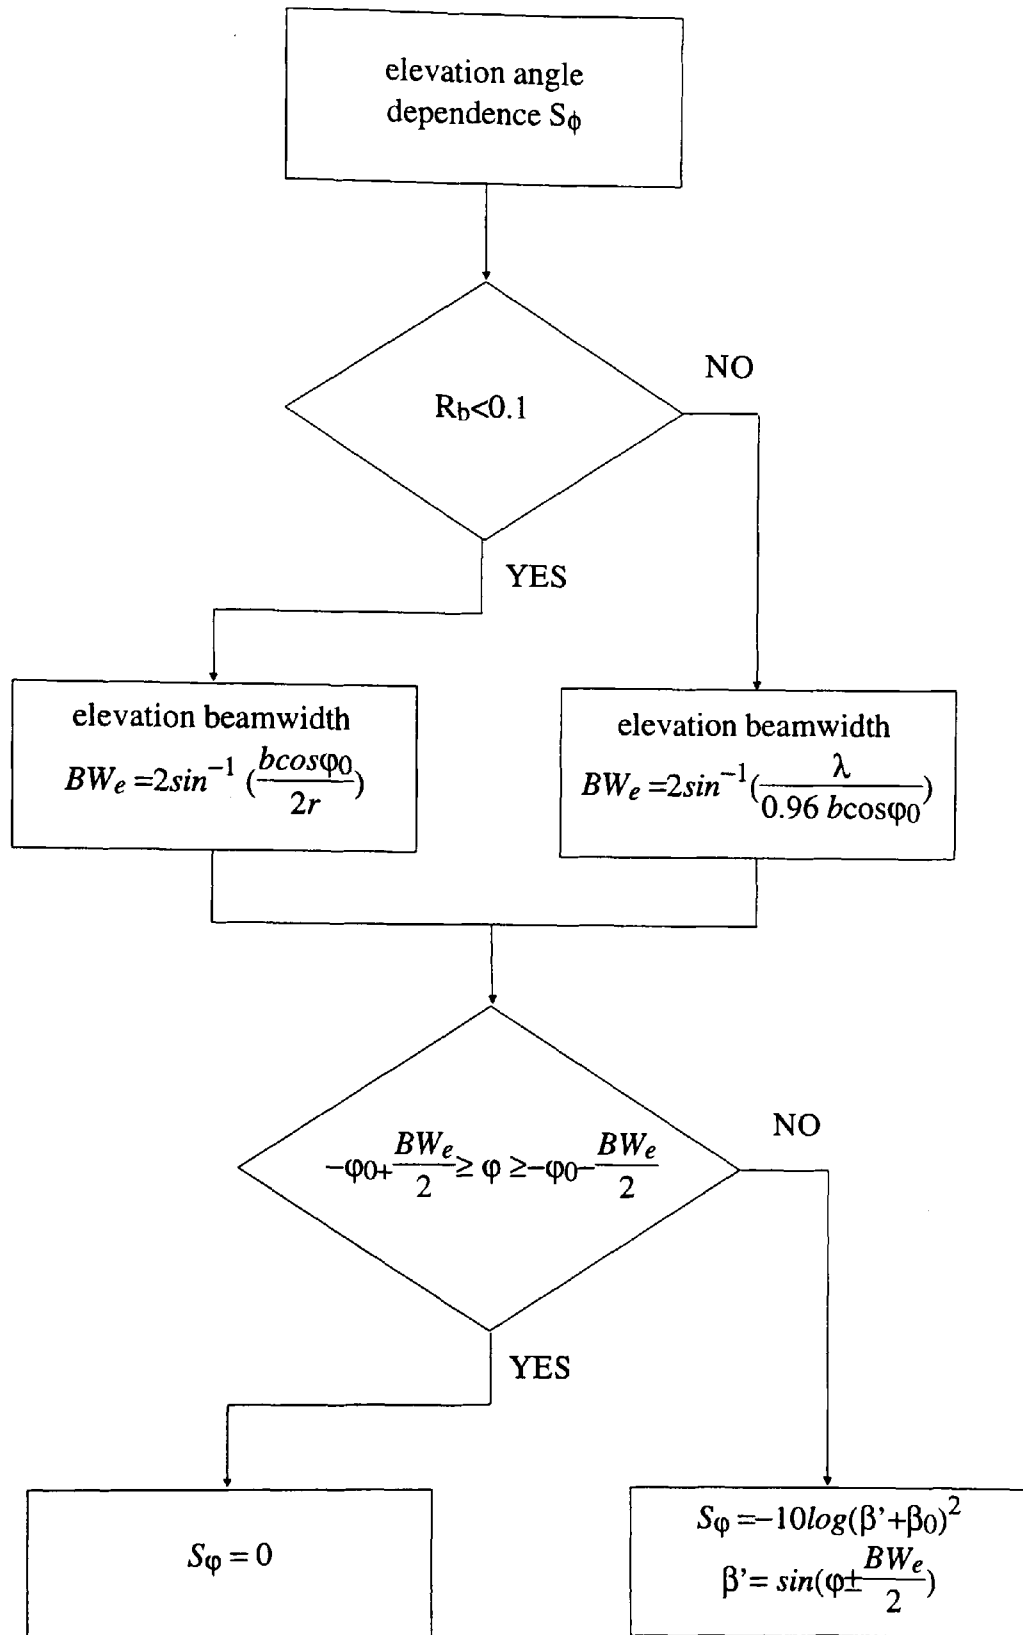 elevation angle
dependence Sϕ
Rb<0.1
NO
YES
elevation beamwidth
BWe =2sin⁻¹ (bcosφ0/2r)
elevation beamwidth
BWe =2sin⁻¹(λ/0.96 bcosφ0)
-φ0+BWe/2≥ φ ≥-φ0-BWe/2
NO
YES
Sφ = 0
Sφ =-10log(β'+β0)²
β'= sin(φ±BWe/2)